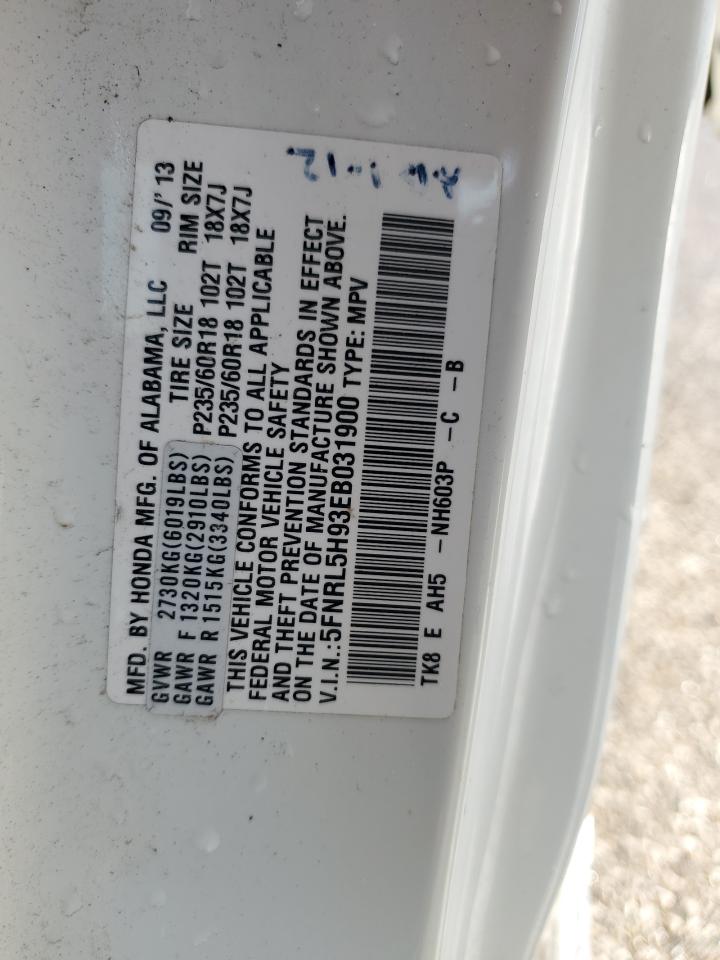 MFD. BY HONDA MFG. OF ALABAMA, LLC 09/'13
GVWR 2730KG(6019LBS) TIRE SIZE RIM SIZE
GAWR F 1320KG(2910LBS) P235/60R18 102T 18X7J
GAWR R 1515KG(3340LBS) P235/60R18 102T 18X7J
THIS VEHICLE CONFORMS TO ALL APPLICABLE
FEDERAL MOTOR VEHICLE SAFETY
AND THEFT PREVENTION STANDARDS IN EFFECT
ON THE DATE OF MANUFACTURE SHOWN ABOVE.
V.I.N.:5FNRL5H93EB031900 TYPE: MPV
TK8 E AH5 -NH603P -C -B